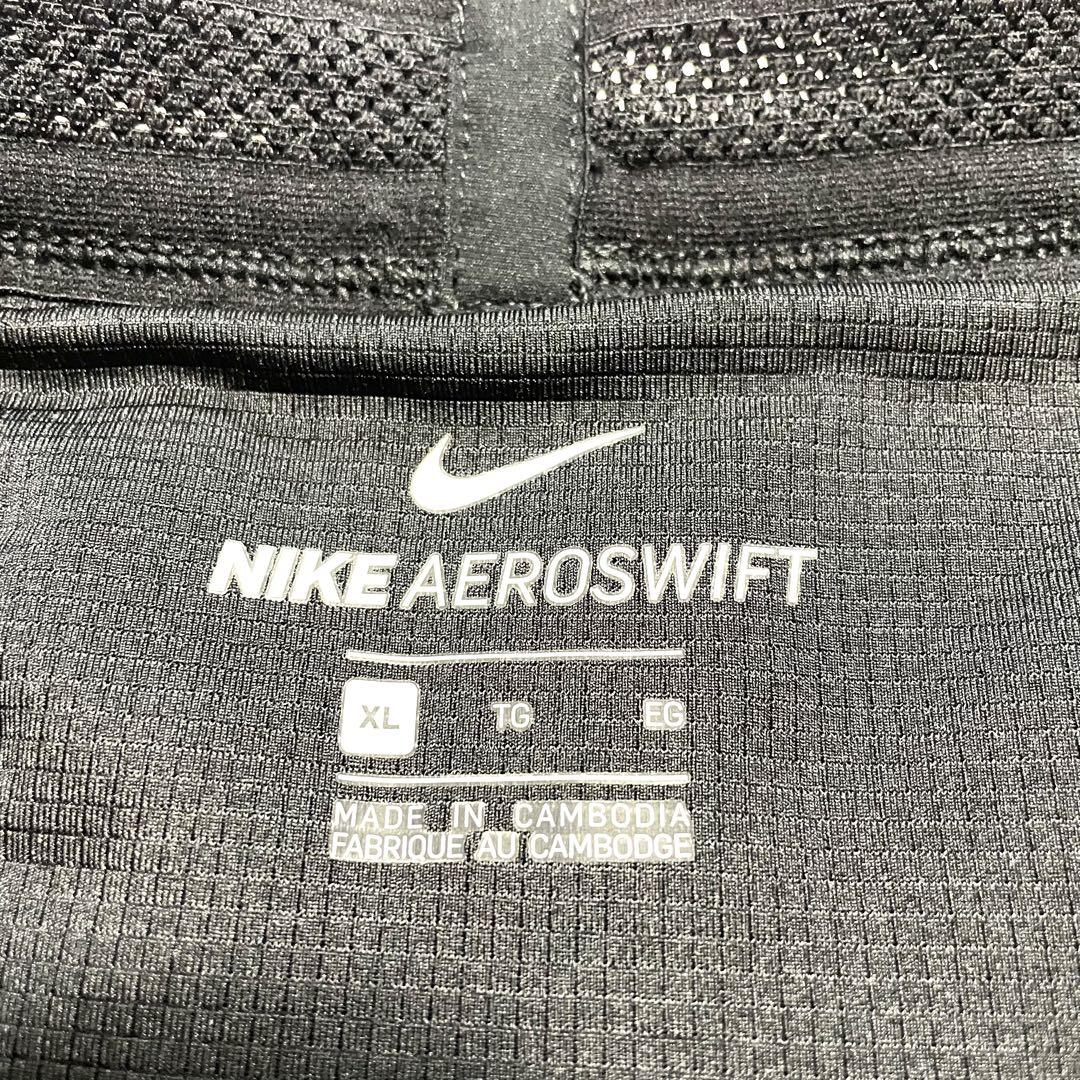 NIKE AEROSWIFT
XL TG EG
MADE IN CAMBODIA
FABRIQUE AU CAMBODGE